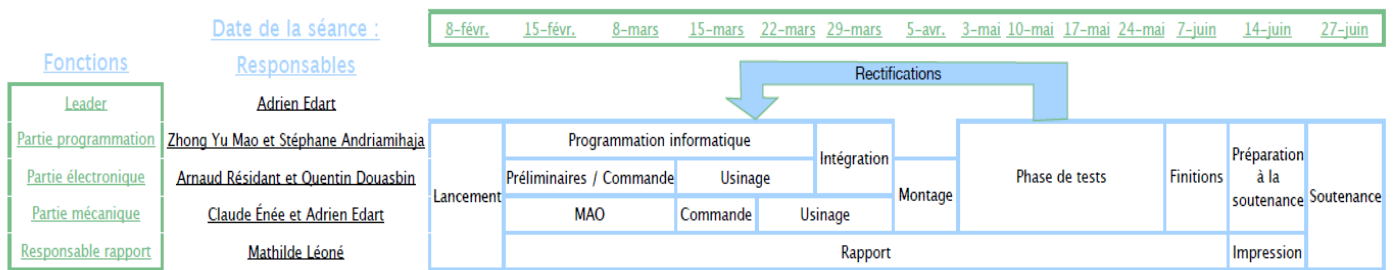 Date de la séance :
8-févr. 15-févr. 8-mars 15-mars 22-mars 29-mars 5-avr. 3-mai 10-mai 17-mai 24-mai 7-juin 14-juin 27-juin
Fonctions Responsables
Rectifications
Leader Adrien Edart
Partie programmation Zhong Yu Mao et Stéphane Andriamihaja
Programmation informatique
Partie électronique Arnaud Résidant et Quentin Douasbin
Lancement
Préliminaires / Commande Usinage
Intégration
Montage
Phase de tests
Finitions
Préparation
à la
soutenance
Soutenance
Partie mécanique Claude Énée et Adrien Edart
MAO Commande Usinage
Responsable rapport Mathilde Léoné
Rapport Impression